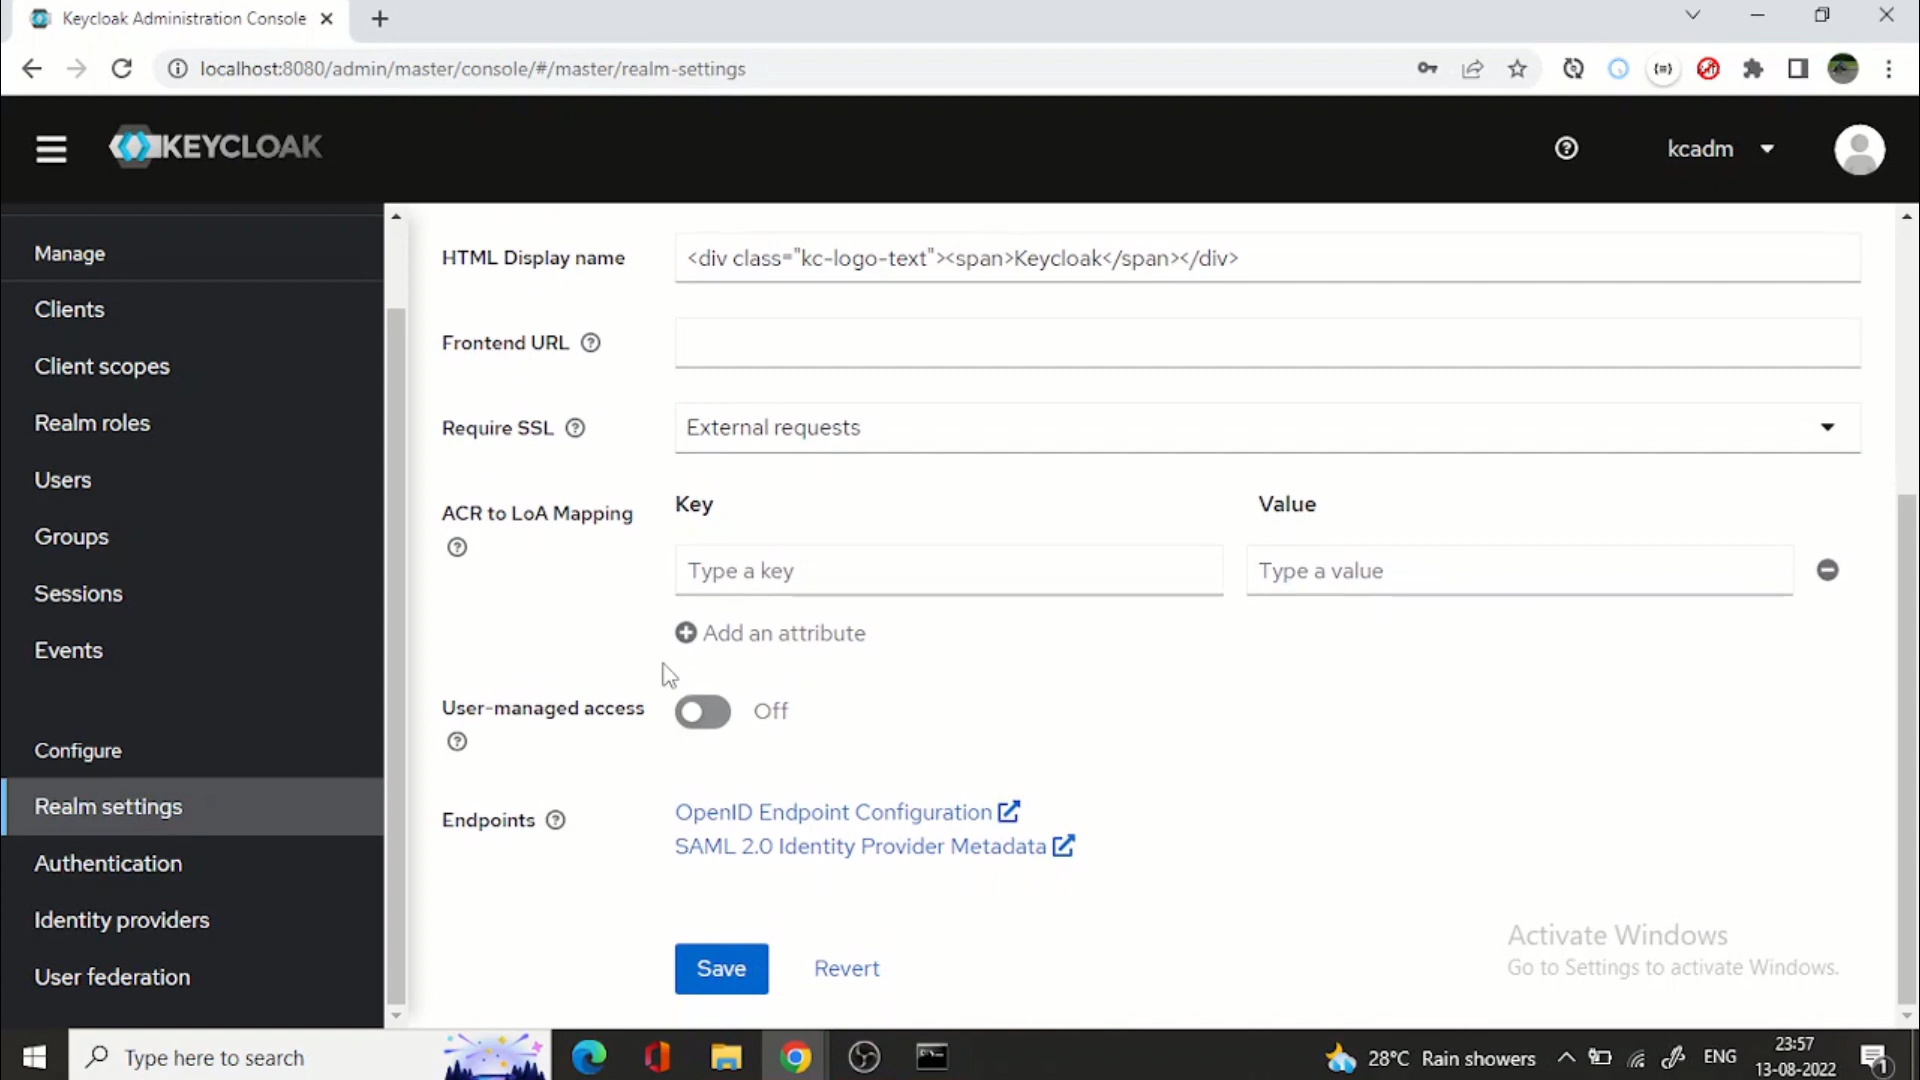 Keycloak Administration Console
localhost:8080/admin/master/console/#/master/realm-settings
KEYCLOAK
kcadm
Manage
Clients
Client scopes
Realm roles
Users
Groups
Sessions
Events
Configure
Realm settings
Authentication
Identity providers
User federation
HTML Display name
<div class="kc-logo-text"><span>Keycloak</span></div>
Frontend URL
Require SSL
External requests
ACR to LoA Mapping
Key Value
Type a key Type a value
Add an attribute
User-managed access
Off
Endpoints
OpenID Endpoint Configuration
SAML 2.0 Identity Provider Metadata
Save Revert
Activate Windows
Go to Settings to activate Windows.
Type here to search
28°C Rain showers
ENG
23:57
13-08-2022
1